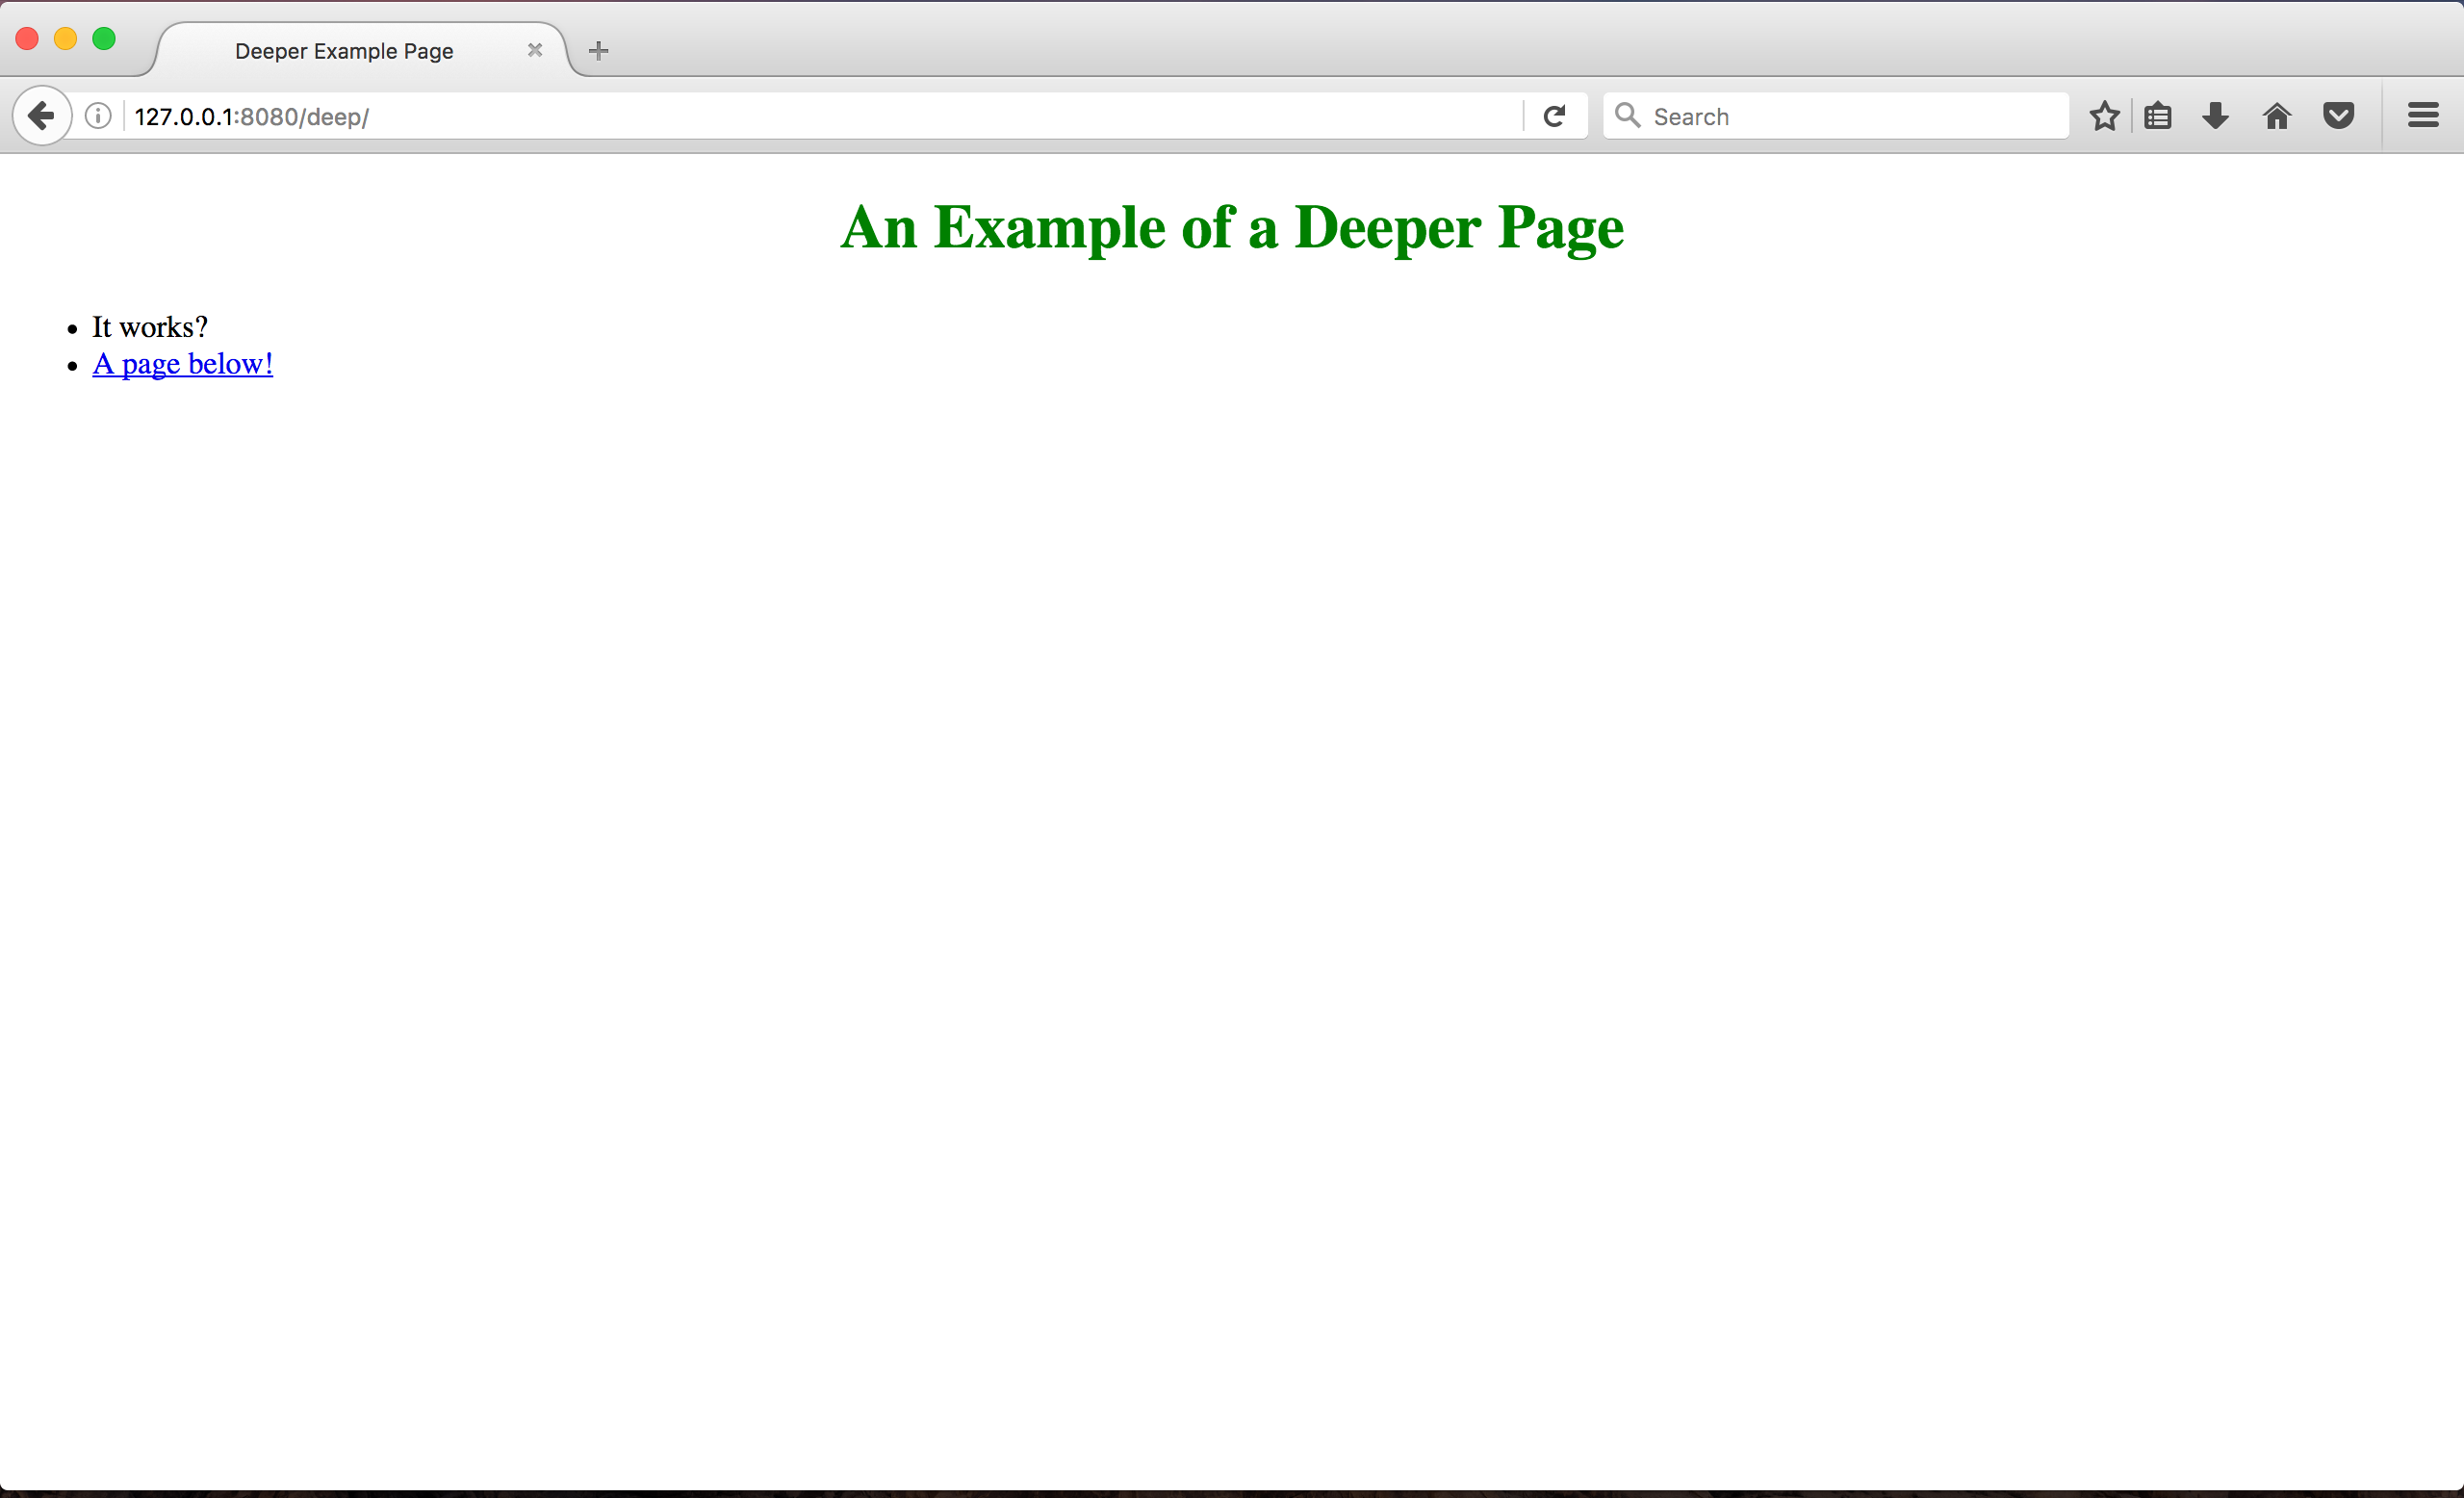 Deeper Example Page
127.0.0.1:8080/deep/
Search
An Example of a Deeper Page
It works?
A page below!